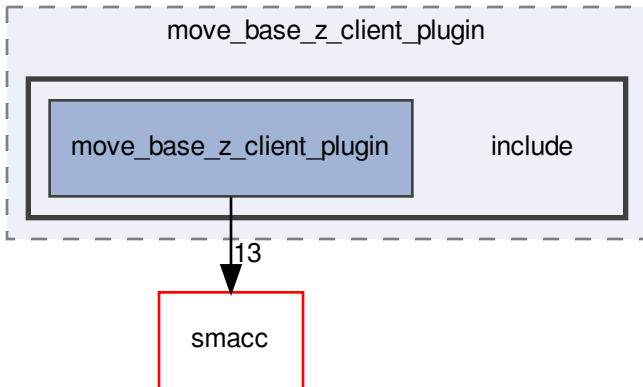 move_base_z_client_plugin
move_base_z_client_plugin
include
13
smacc